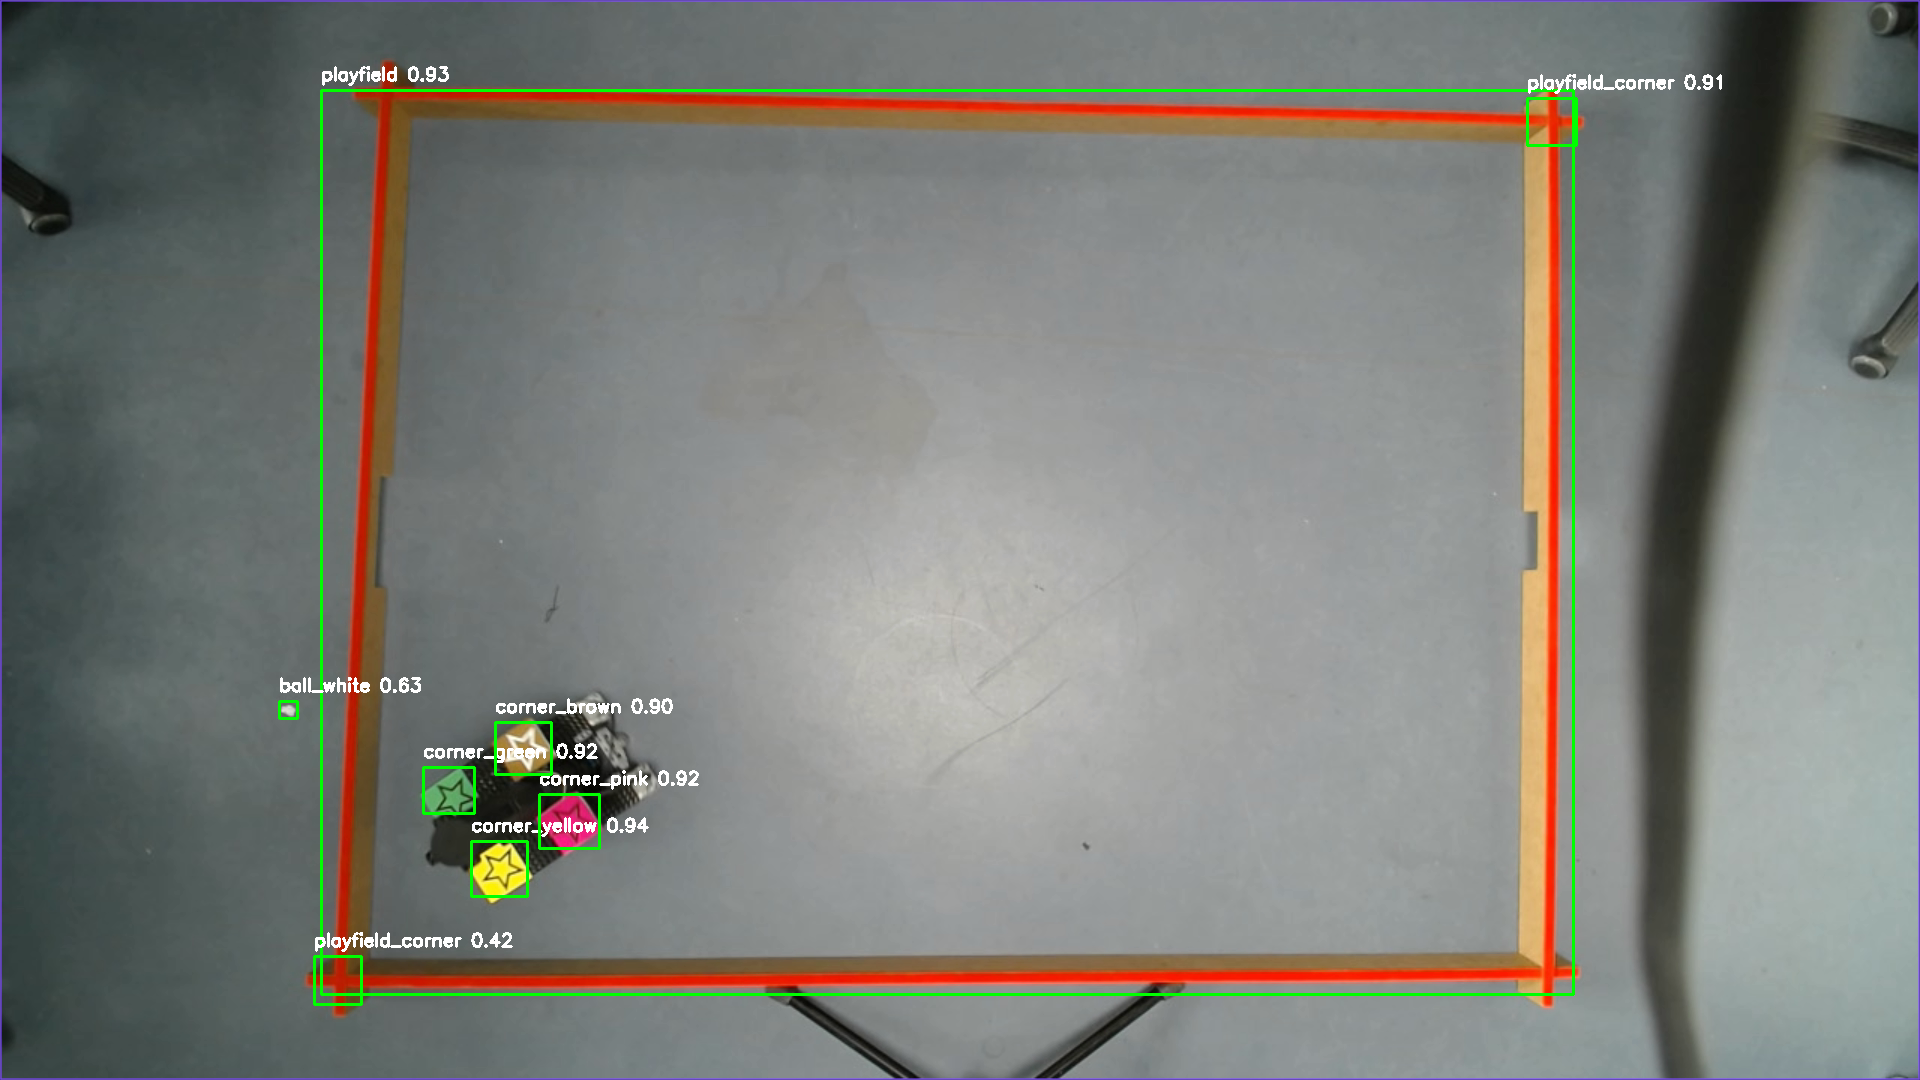 playfield 0.93
playfield_corner 0.91
ball_white 0.63
corner_brown 0.90
corner_green 0.92
corner_pink 0.92
corner_yellow 0.94
playfield_corner 0.42